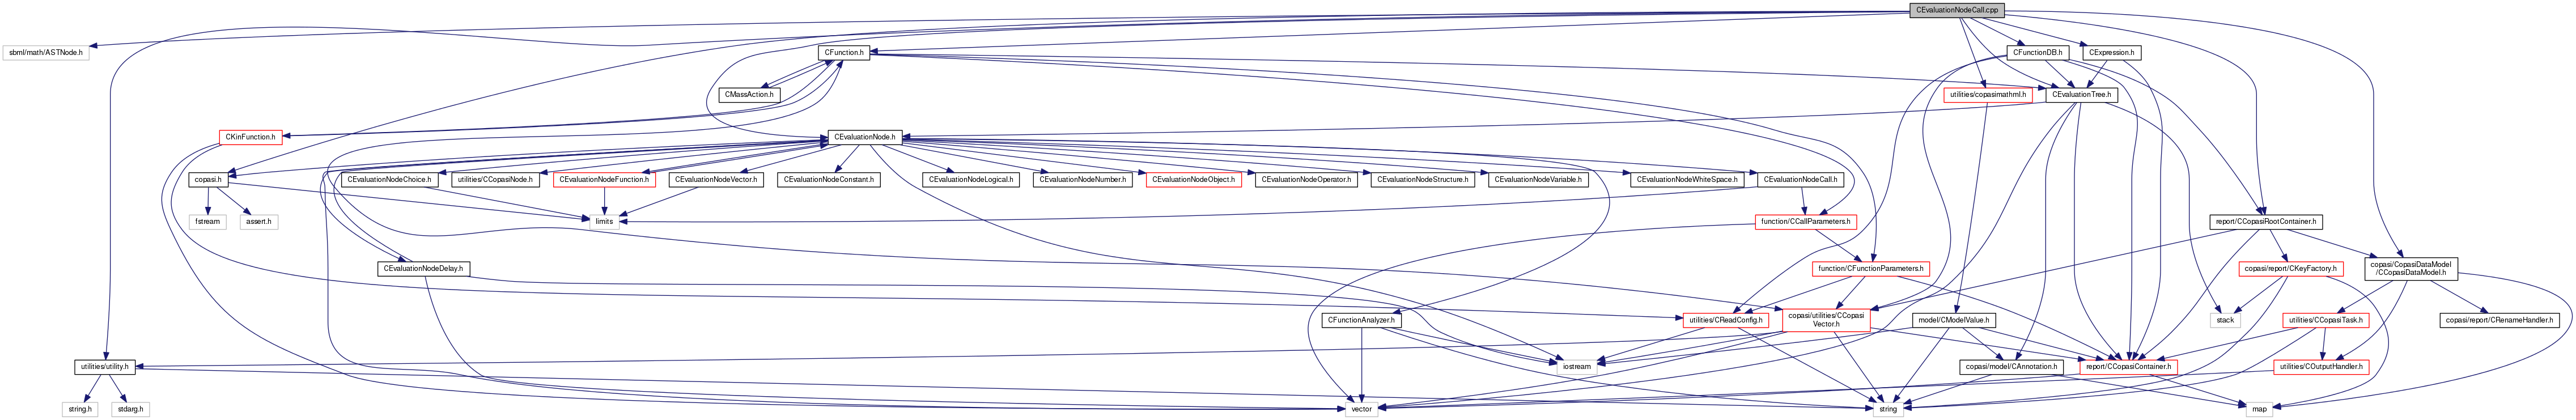 CEvaluationNodeCall.cpp
sbml/math/ASTNode.h
CFunction.h
CFunctionDB.h
CExpression.h
CMassAction.h
utilities/copasimathml.h
CEvaluationTree.h
CKinFunction.h
CEvaluationNode.h
copasi.h
CEvaluationNodeChoice.h
utilities/CCopasiNode.h
CEvaluationNodeFunction.h
CEvaluationNodeVector.h
CEvaluationNodeConstant.h
CEvaluationNodeLogical.h
CEvaluationNodeNumber.h
CEvaluationNodeObject.h
CEvaluationNodeOperator.h
CEvaluationNodeStructure.h
CEvaluationNodeVariable.h
CEvaluationNodeWhiteSpace.h
CEvaluationNodeCall.h
fstream
assert.h
limits
function/CCallParameters.h
report/CCopasiRootContainer.h
CEvaluationNodeDelay.h
function/CFunctionParameters.h
copasi/report/CKeyFactory.h
copasi/CopasiDataModel
/CCopasiDataModel.h
CFunctionAnalyzer.h
utilities/CReadConfig.h
copasi/utilities/CCopasi
Vector.h
model/CModelValue.h
stack
utilities/CCopasiTask.h
copasi/report/CRenameHandler.h
utilities/utility.h
iostream
copasi/model/CAnnotation.h
report/CCopasiContainer.h
utilities/COutputHandler.h
string.h
stdarg.h
vector
string
map